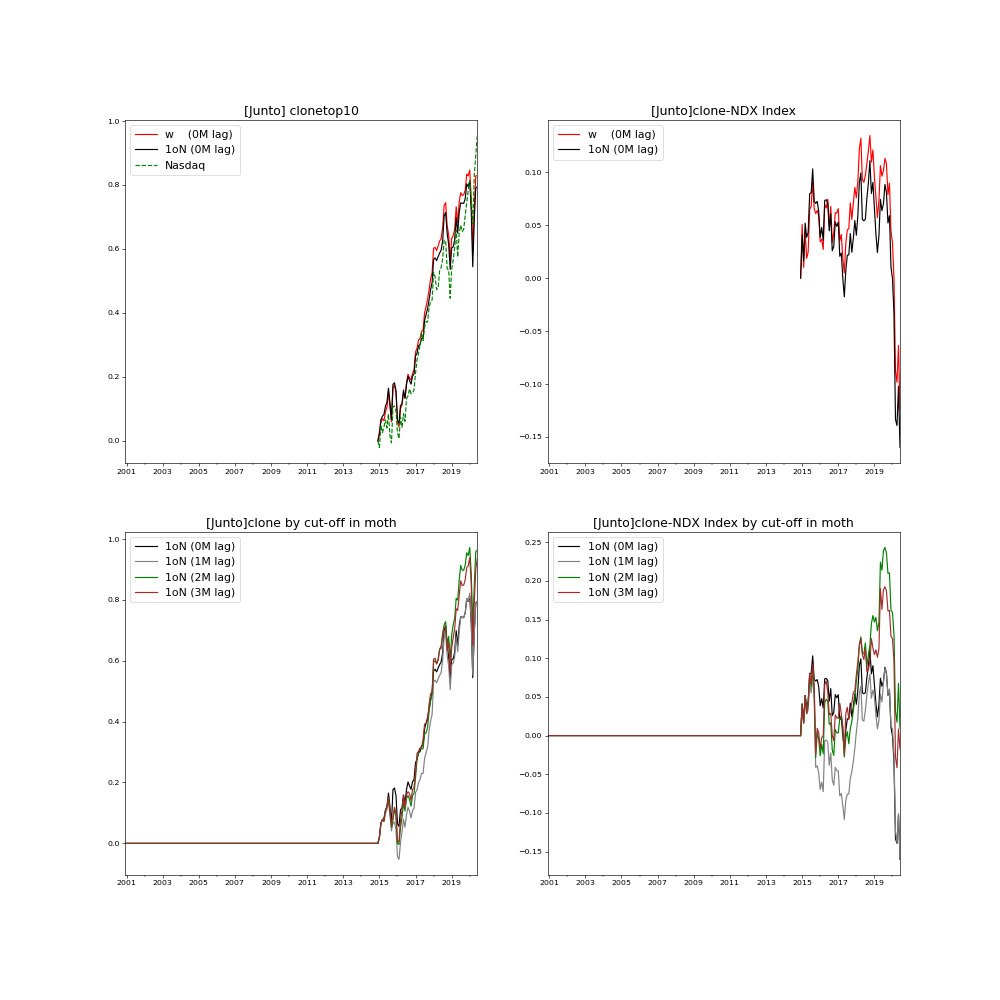 [Junto] clonetop10
1.0
0.8
0.6
0.4
0.2
0.0
w (0M lag)
1oN (0M lag)
Nasdaq
2001 2003 2005 2007 2009 2011 2013 2015 2017 2019
[Junto]clone-NDX Index
0.10
0.05
0.00
−0.05
−0.10
−0.15
w (0M lag)
1oN (0M lag)
2001 2003 2005 2007 2009 2011 2013 2015 2017 2019
[Junto]clone by cut-off in moth
1.0
0.8
0.6
0.4
0.2
0.0
1oN (0M lag)
1oN (1M lag)
1oN (2M lag)
1oN (3M lag)
2001 2003 2005 2007 2009 2011 2013 2015 2017 2019
[Junto]clone-NDX Index by cut-off in moth
0.25
0.20
0.15
0.10
0.05
0.00
−0.05
−0.10
−0.15
1oN (0M lag)
1oN (1M lag)
1oN (2M lag)
1oN (3M lag)
2001 2003 2005 2007 2009 2011 2013 2015 2017 2019